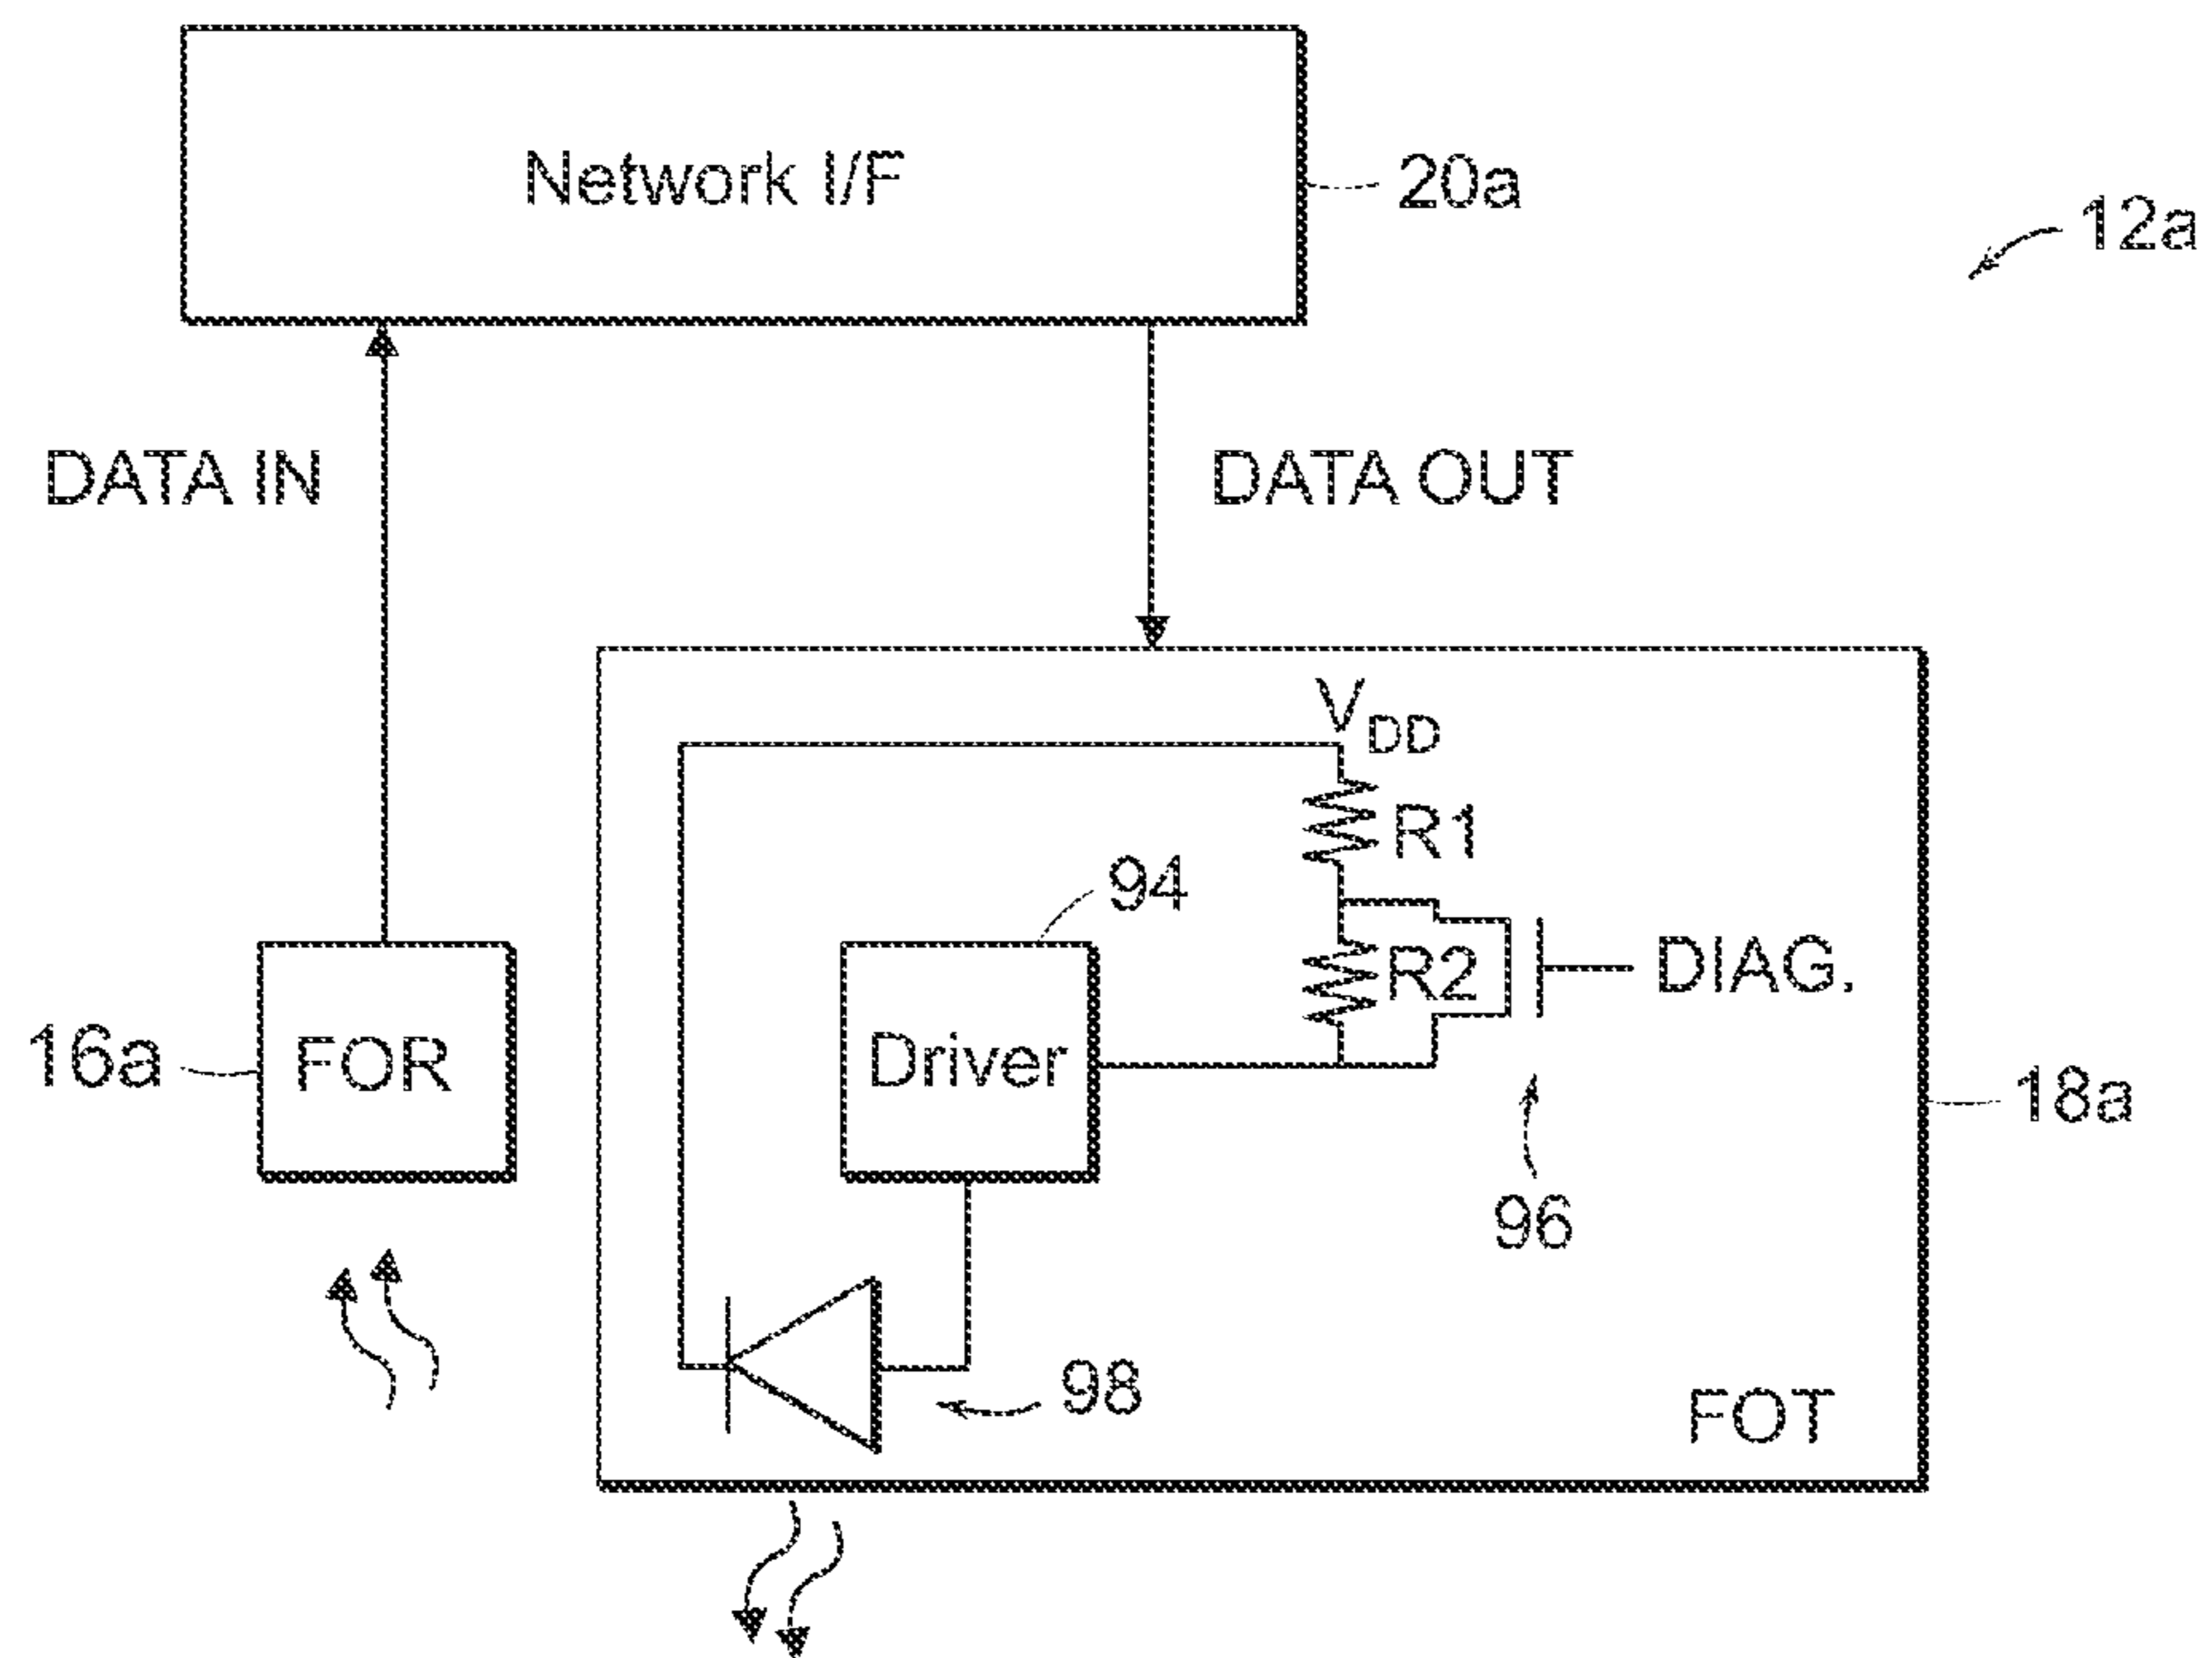 Network I/F
20a
12a
DATA IN
DATA OUT
VDD
R1
94
R2
DIAG.
16a
FOR
Driver
18a
96
98
FOT